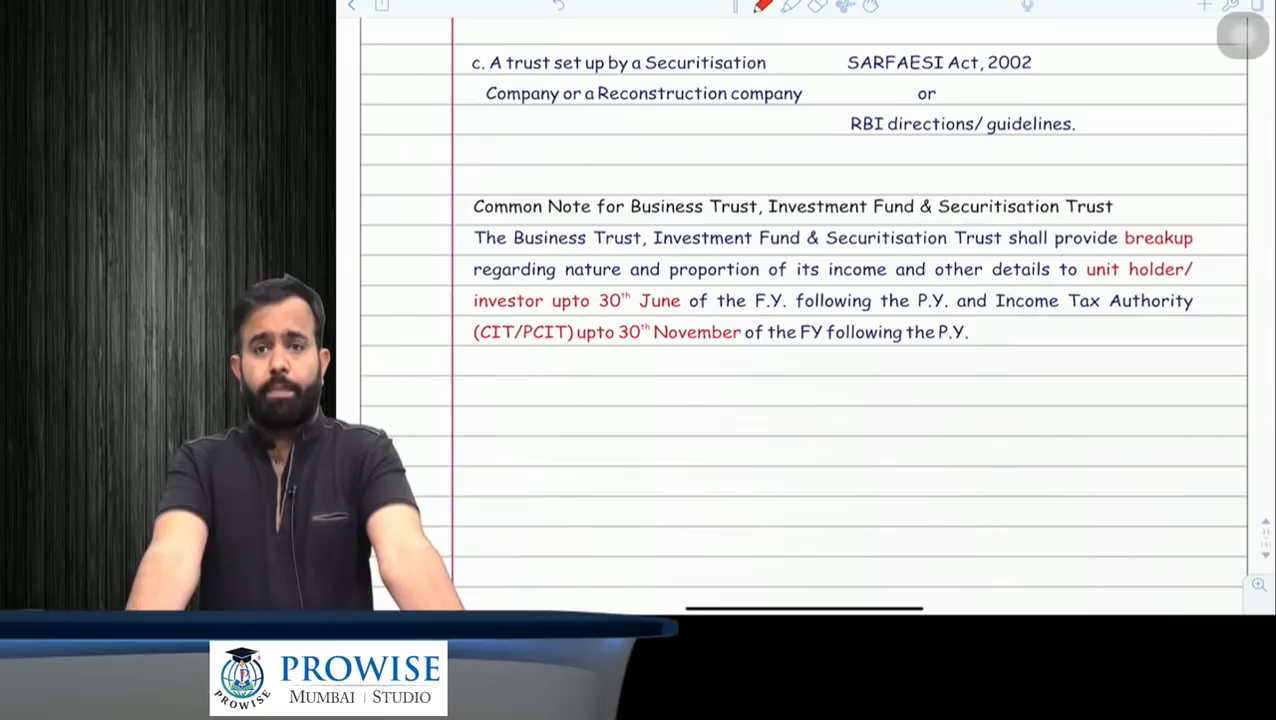 c. A trust set up by a Securitisation SARFAESI Act, 2002
Company or a Reconstruction company or
RBI directions/ guidelines.
Common Note for Business Trust, Investment Fund & Securitisation Trust
The Business Trust, Investment Fund & Securitisation Trust shall provide breakup
regarding nature and proportion of its income and other details to unit holder/
investor upto 30th June of the F.Y. following the P.Y. and Income Tax Authority
(CIT/PCIT) upto 30th November of the FY following the P.Y.
PROWISE
MUMBAI | STUDIO
PROWISE